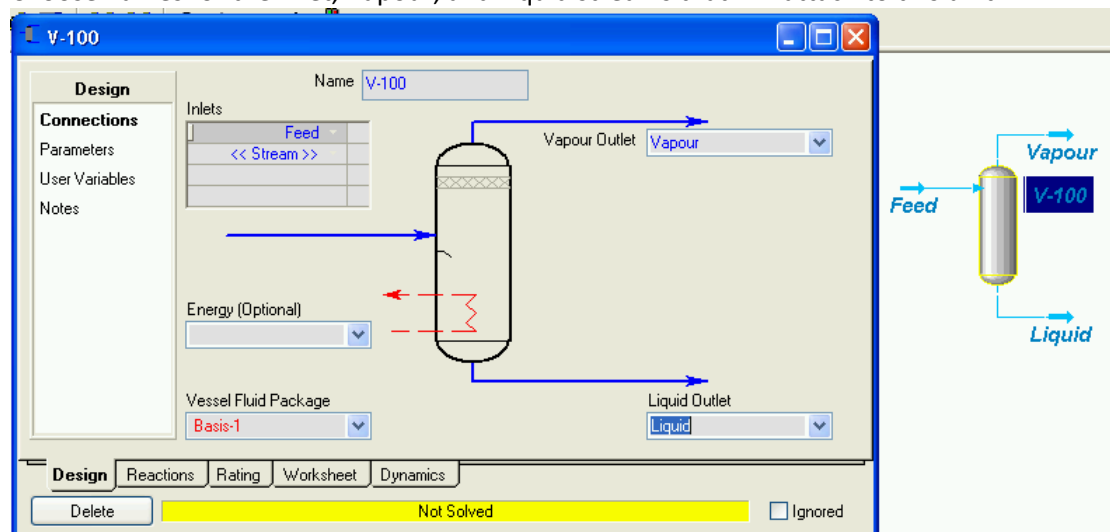 V-100
Design
Connections
Parameters
User Variables
Notes
Name V-100
Inlets
Feed
<< Stream >>
Vapour Outlet Vapour
Energy (Optional)
Vessel Fluid Package
Basis-1
Liquid Outlet
Liquid
Design Reactions Rating Worksheet Dynamics
Delete Not Solved Ignored
Vapour
V-100
Feed
Liquid